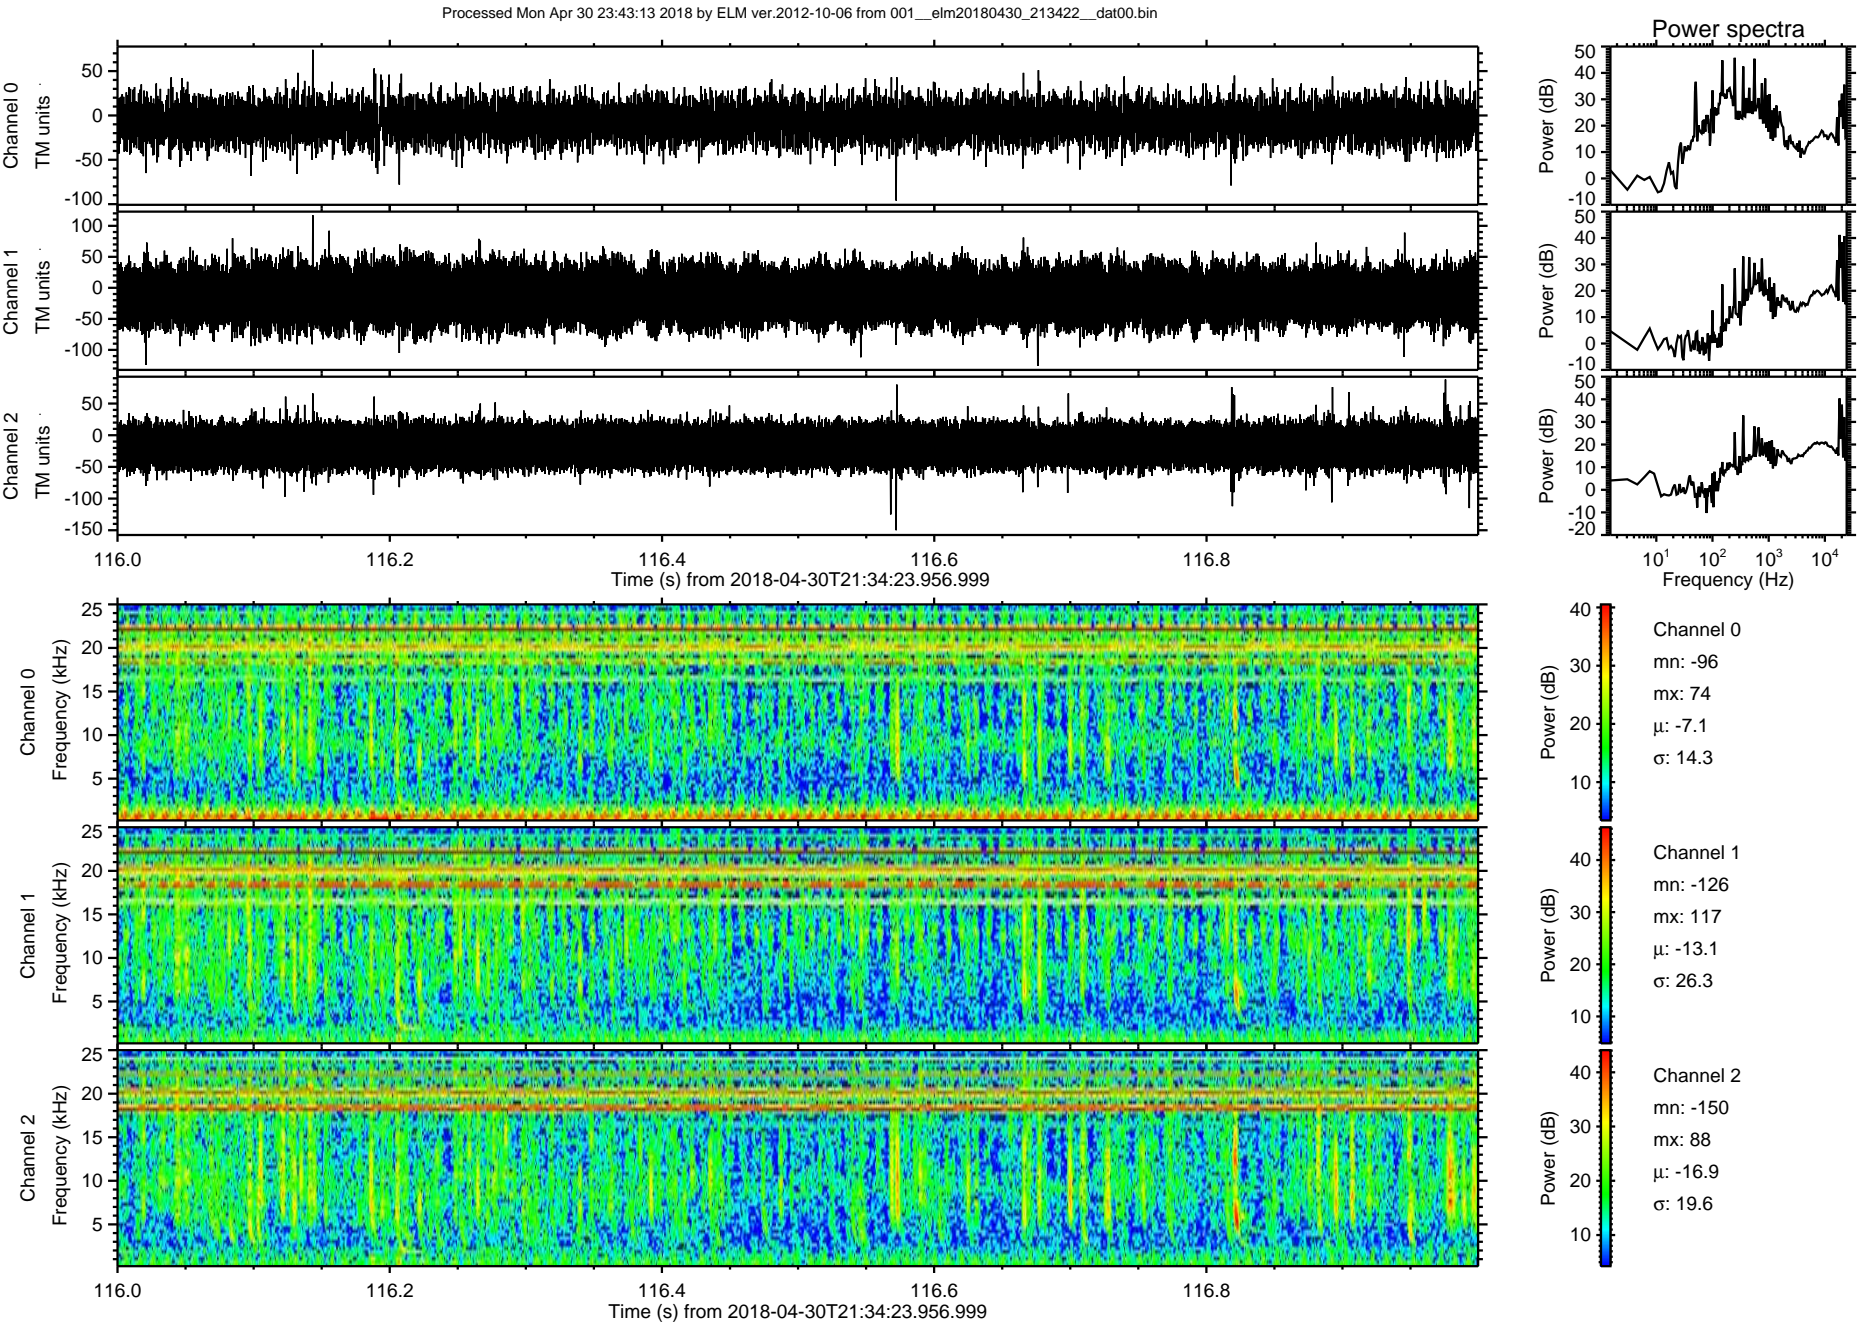 Processed Mon Apr 30 23:43:13 2018 by ELM ver.2012-10-06 from 001__elm20180430_213422__dat00.bin
Power spectra
Channel 0
TM units
50
0
-50
-100
Power (dB)
50
40
30
20
10
0
-10
Channel 1
TM units
100
50
0
-50
-100
Power (dB)
50
40
30
20
10
0
-10
Channel 2
TM units
50
0
-50
-100
-150
Power (dB)
50
40
30
20
10
0
-10
-20
116.0 116.2 116.4 116.6 116.8
Time (s) from 2018-04-30T21:34:23.956.999
10¹ 10² 10³ 10⁴
Frequency (Hz)
Channel 0
Frequency (kHz)
25
20
15
10
5
Power (dB)
40
30
20
10
Channel 0
mn: -96
mx: 74
μ: -7.1
σ: 14.3
Channel 1
Frequency (kHz)
25
20
15
10
5
Power (dB)
40
30
20
10
Channel 1
mn: -126
mx: 117
μ: -13.1
σ: 26.3
Channel 2
Frequency (kHz)
25
20
15
10
5
Power (dB)
40
30
20
10
Channel 2
mn: -150
mx: 88
μ: -16.9
σ: 19.6
116.0 116.2 116.4 116.6 116.8
Time (s) from 2018-04-30T21:34:23.956.999